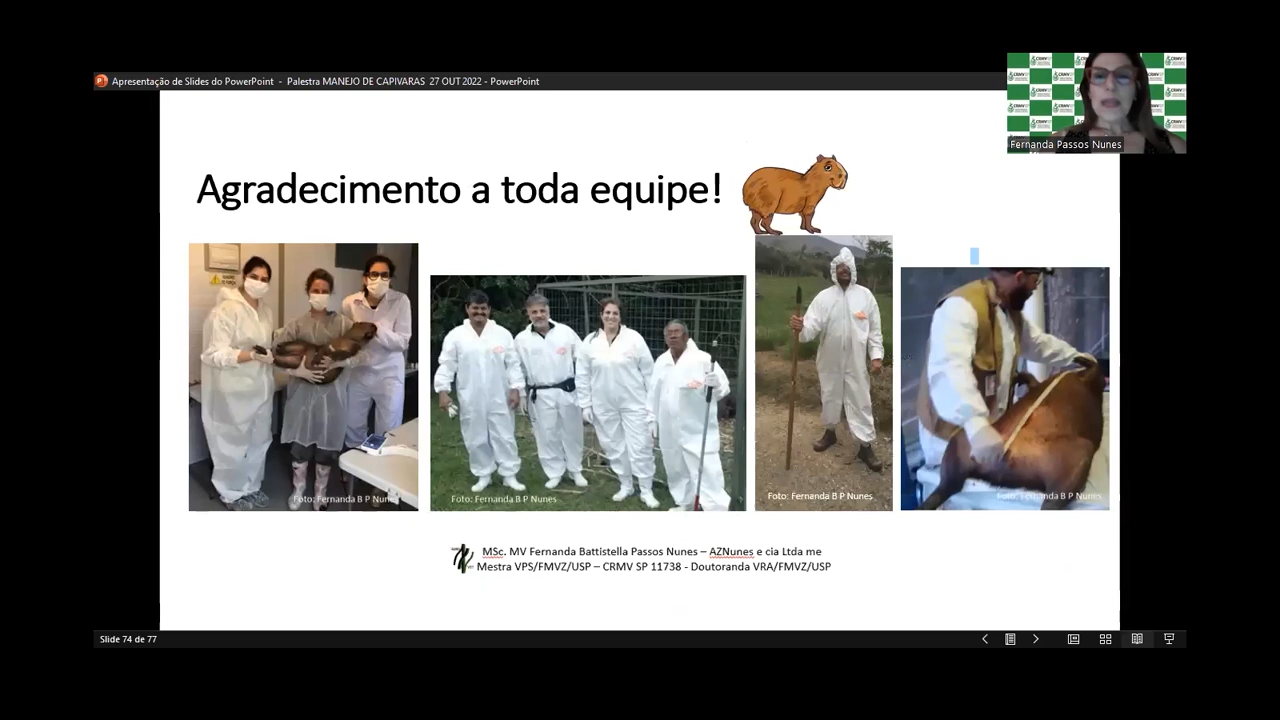 Apresentação de Slides do PowerPoint - Palestra MANEJO DE CAPIVARAS 27 OUT 2022 - PowerPoint
CRMV
Fernanda Passos Nunes
Agradecimento a toda equipe!
Foto: Fernanda B P Nunes
Foto: Fernanda B P Nunes
Foto: Fernanda B P Nunes
Foto: Fernanda B P Nunes
MSc. MV Fernanda Battistella Passos Nunes – AZNunes e cia Ltda me
Mestra VPS/FMVZ/USP – CRMV SP 11738 - Doutoranda VRA/FMVZ/USP
Slide 74 de 77